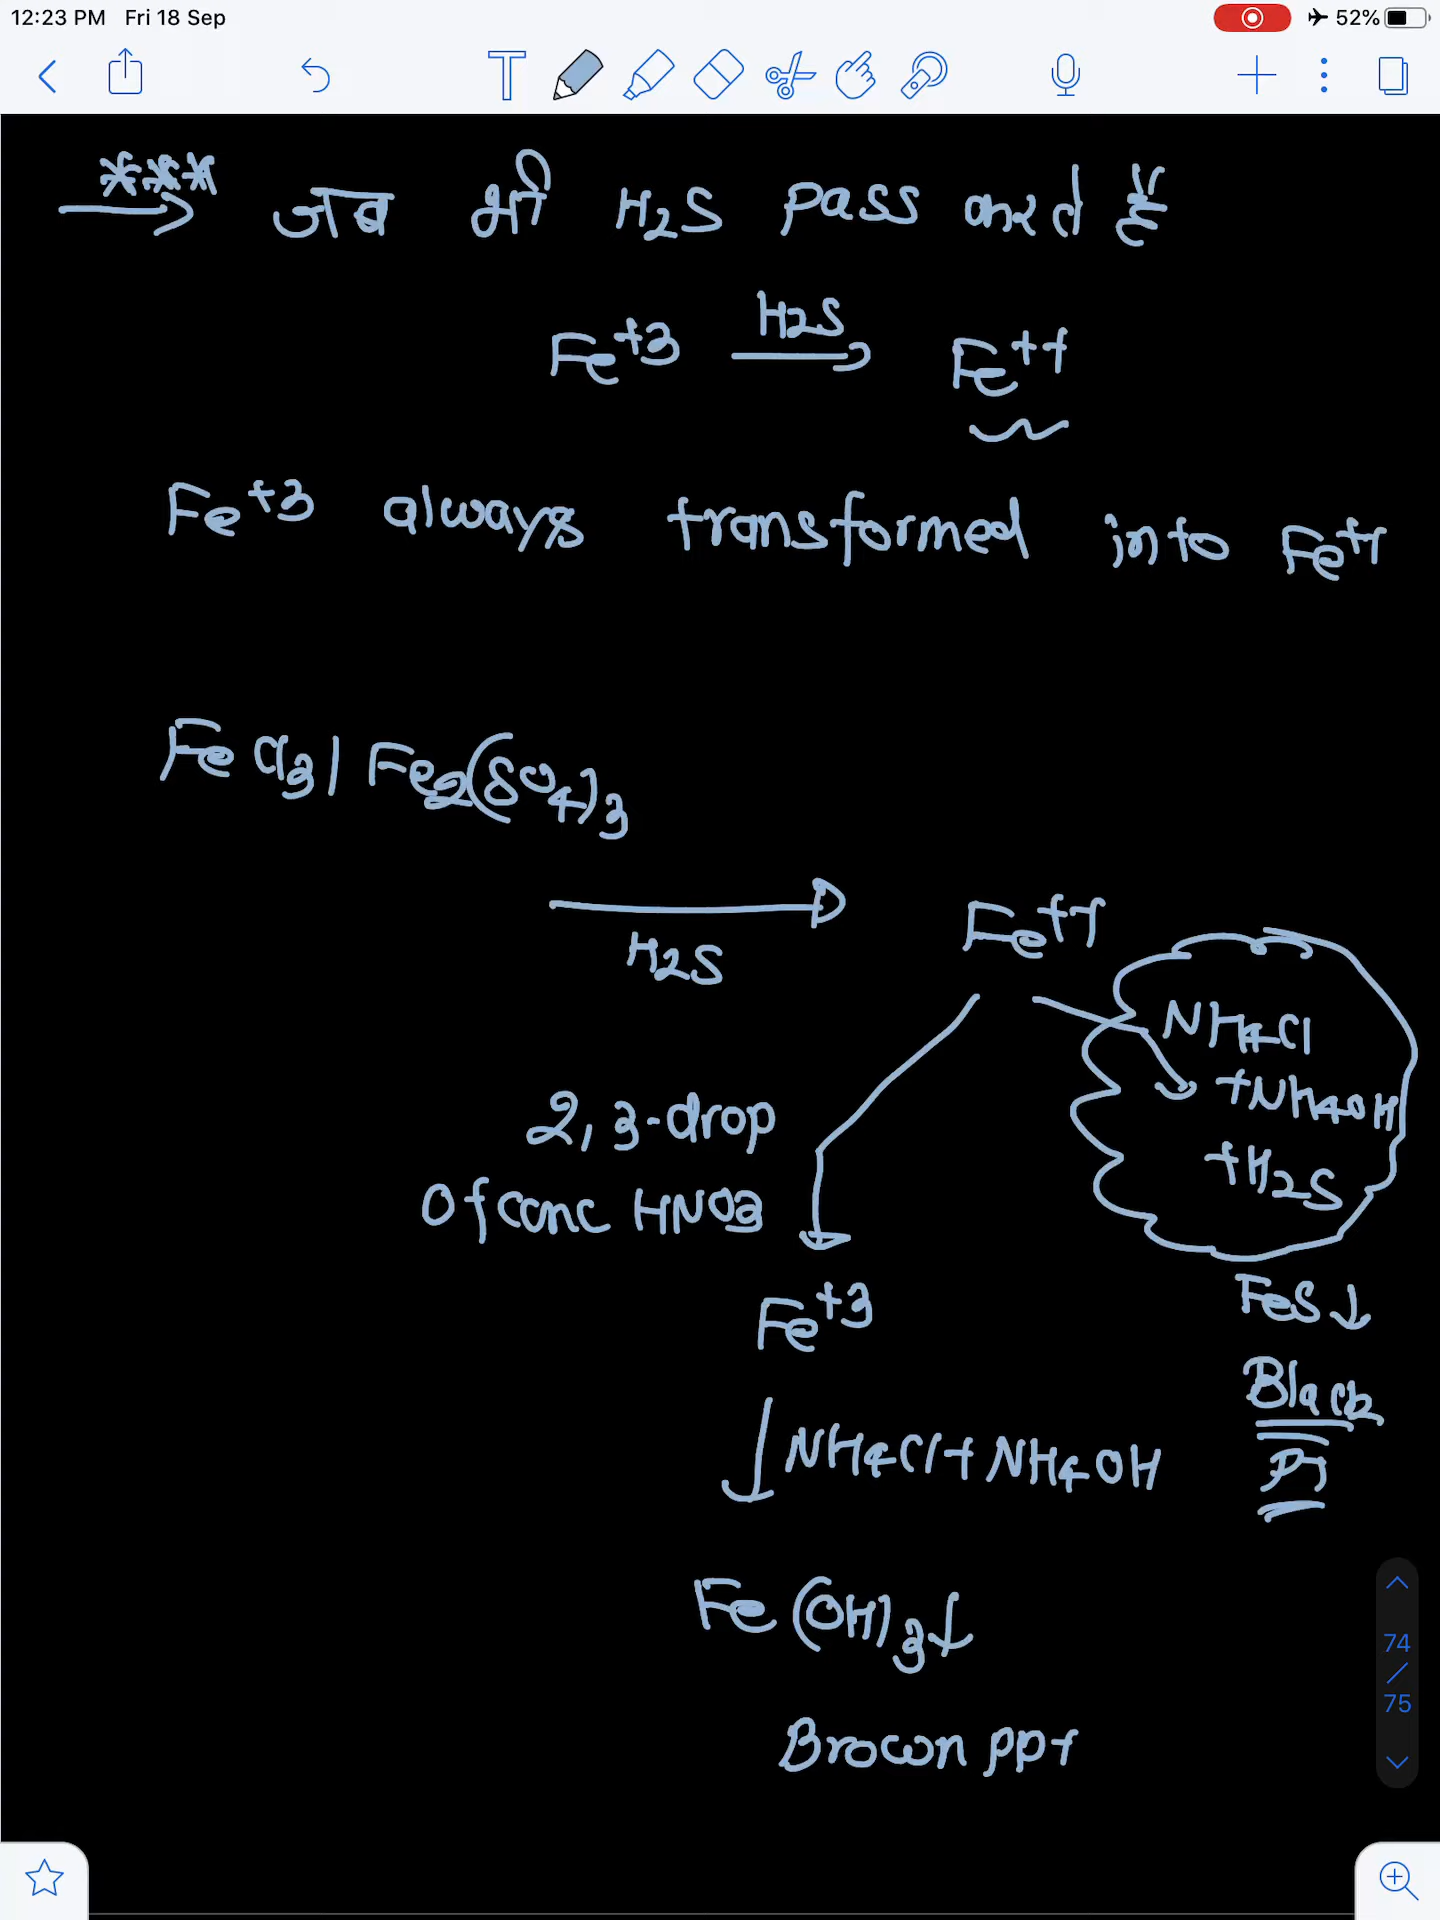 12:23 PM Fri 18 Sep 52%
***
→ जब भी H2S pass करते हैं
Fe+3 H2S→ Fe++
Fe+3 always transformed into Fe++
FeCl3 | Fe2(SO4)3
H2S→ Fe++
NH4Cl
+NH4OH
+H2S
2,3-drop
of conc HNO3
Fe+3
FeS↓
Black
↓ NH4Cl + NH4OH
Fe(OH)3↓
Brown ppt
74
/
75